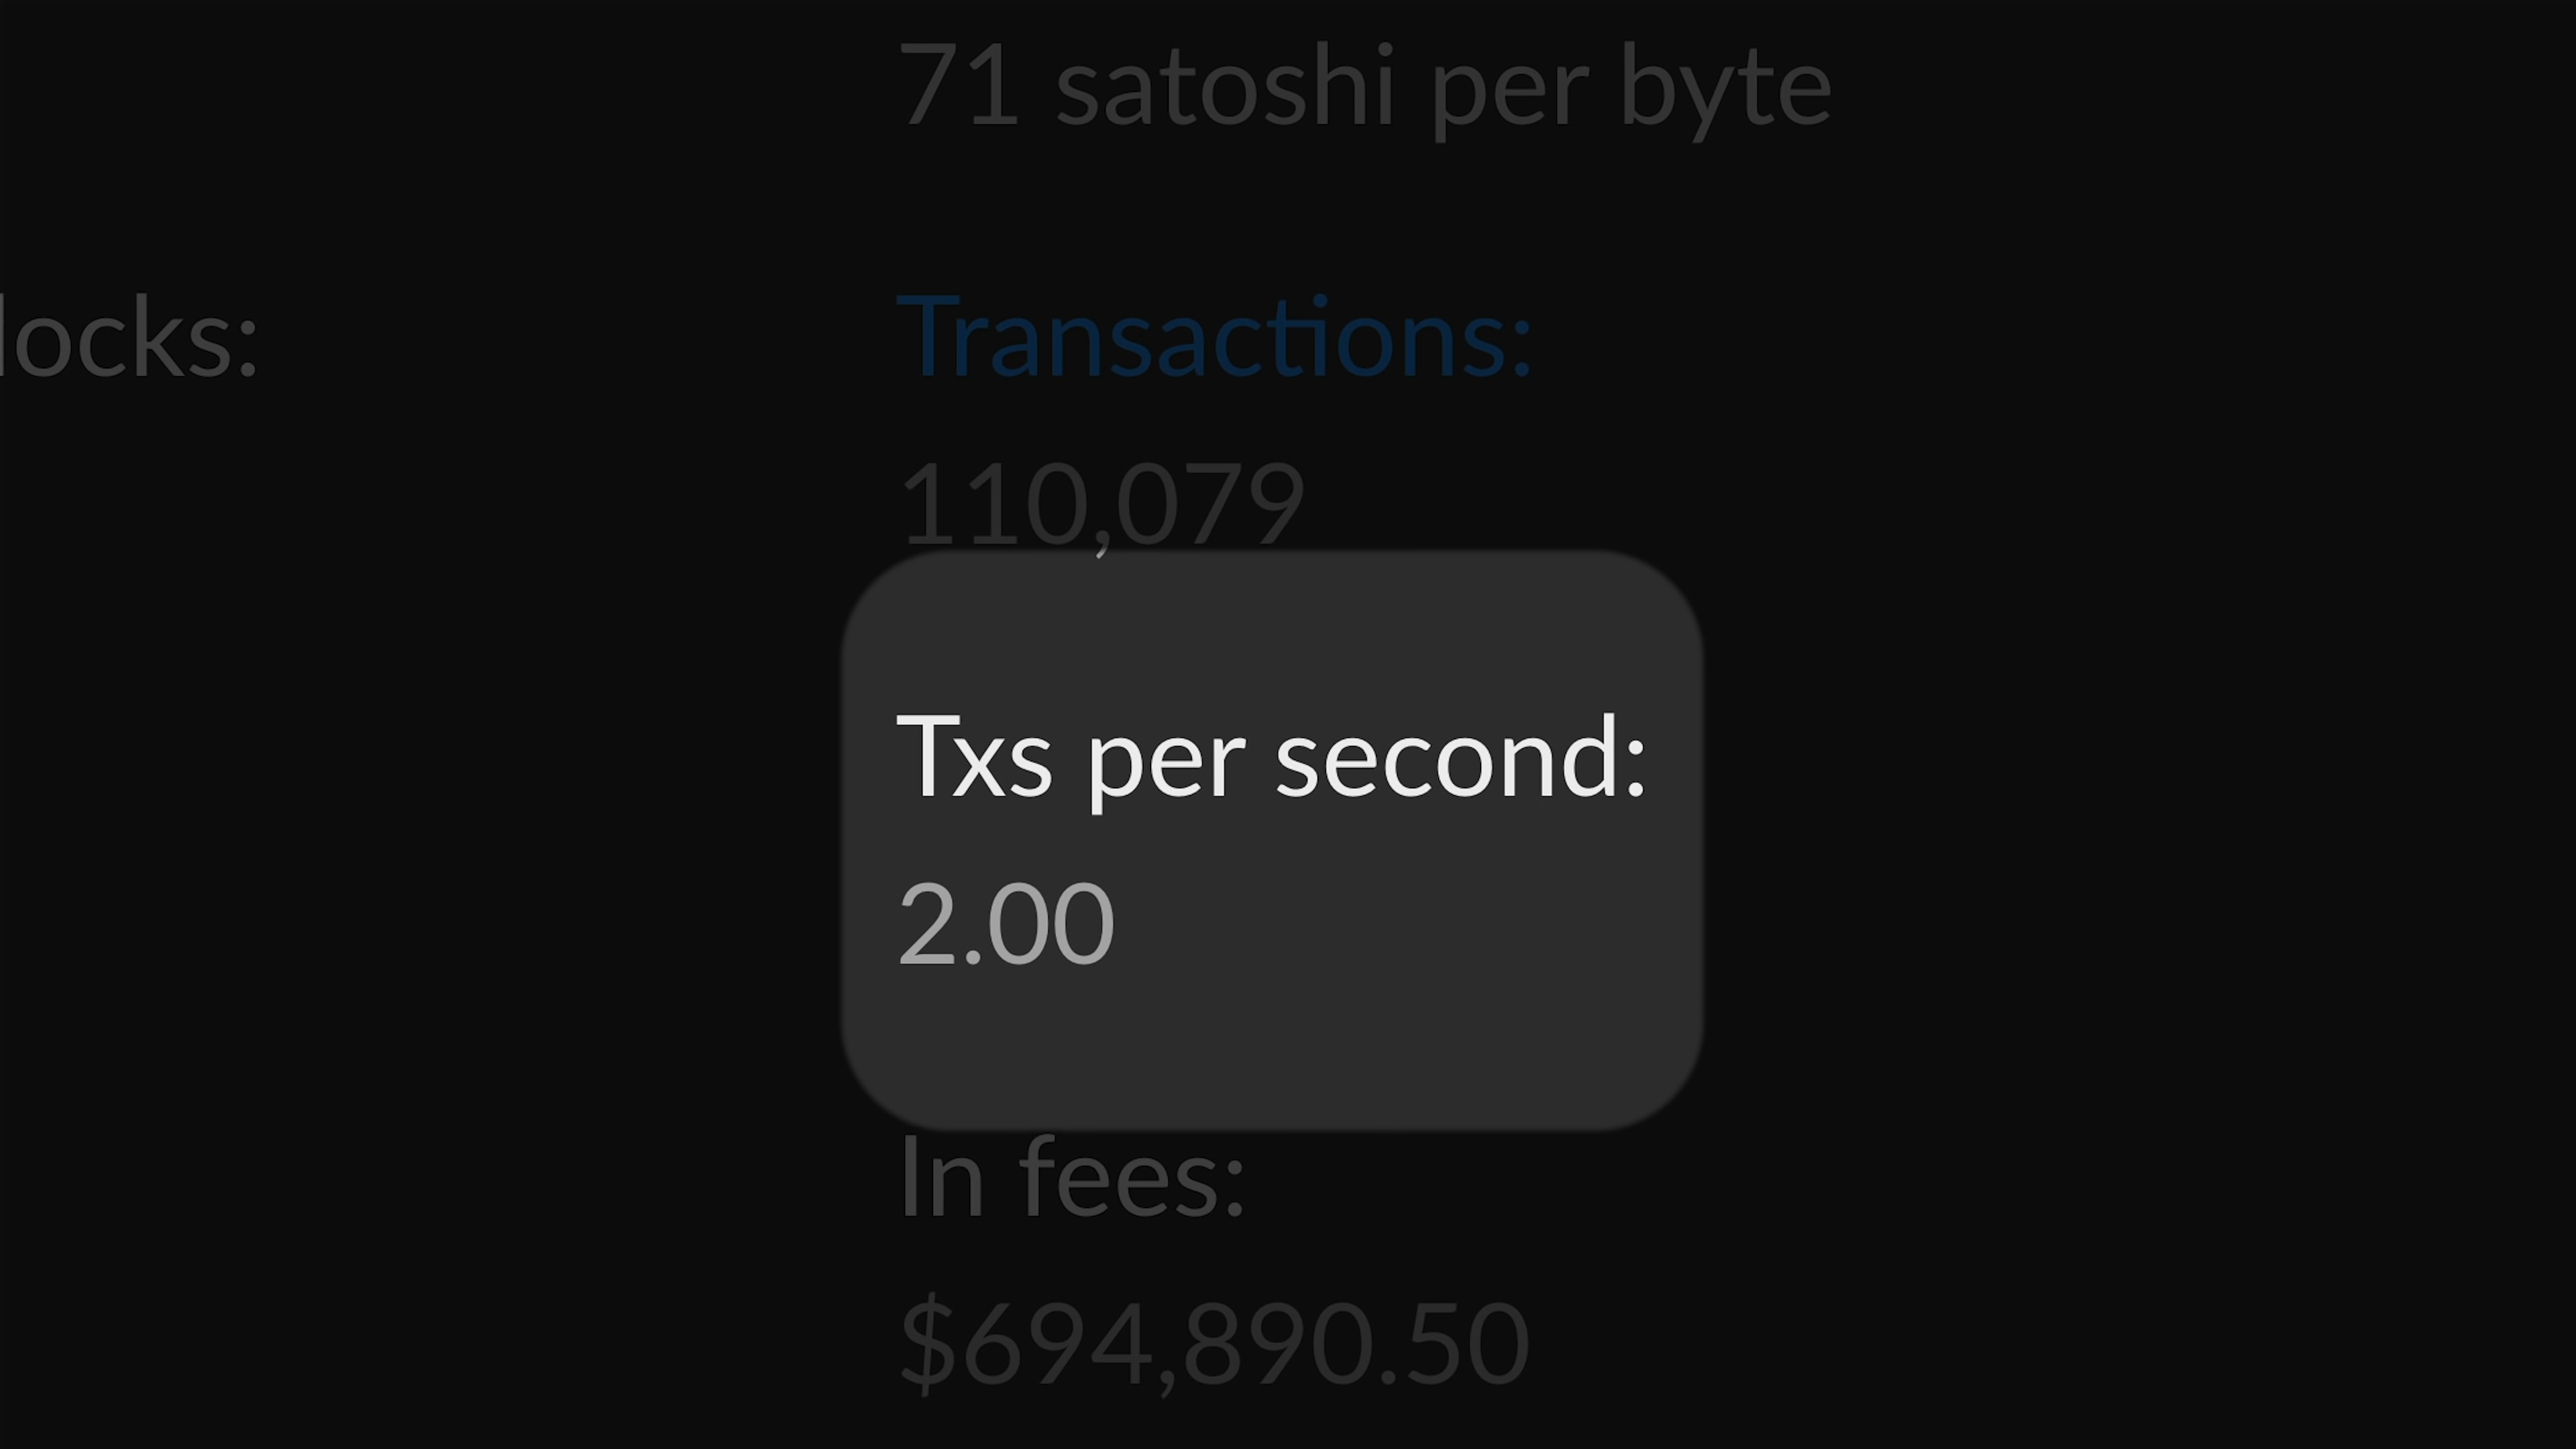 71 satoshi per byte
locks:
Transactions:
110,079
Txs per second:
2.00
In fees:
$694,890.50